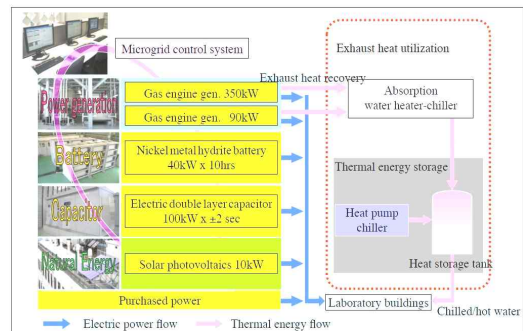 Microgrid control system
Exhaust heat utilization
Exhaust heat recovery
Power generation
Gas engine gen. 350kW
Gas engine gen. 90kW
Absorption
water heater-chiller
Battery
Nickel metal hydrite battery
40kW x 10hrs
Thermal energy storage
Capacitor
Electric double layer capacitor
100kW x ±2 sec
Heat pump
chiller
Natural Energy
Solar photovoltaics 10kW
Heat storage tank
Purchased power
Laboratory buildings
Chilled/hot water
Electric power flow
Thermal energy flow